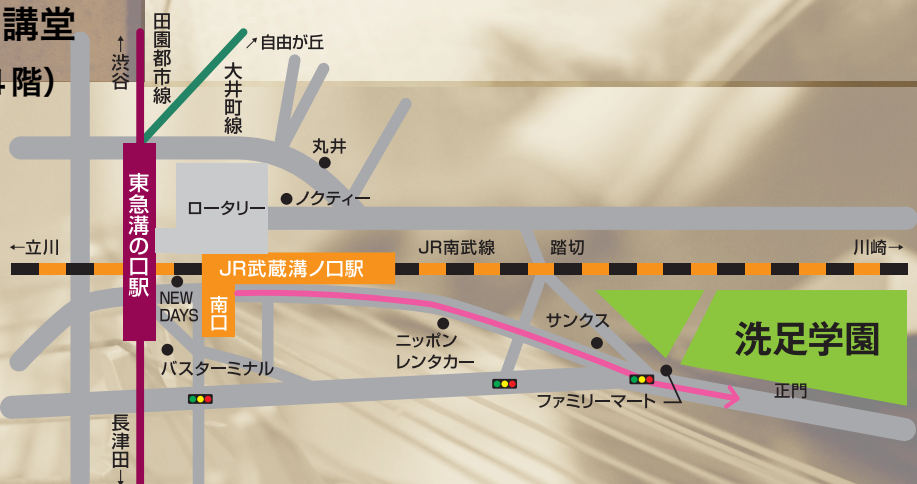 講堂
階）
↑渋谷
田園都市線
↗自由が丘
大井町線
丸井
ノクティー
ロータリー
東急溝の口駅
←立川
JR南武線
踏切
川崎→
JR武蔵溝ノ口駅
南口
NEW
DAYS
バスターミナル
ニッポン
レンタカー
サンクス
ファミリーマート
洗足学園
正門
長津田↓